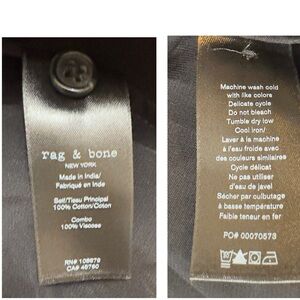 rag & bone
NEW YORK
Made in India/
Fabriqué en Inde
Self/Tissu Principal
100% Cotton/Coton
Combo
100% Viscose
RN# 108979
CA# 45760
Machine wash cold
with like colors
Delicate cycle
Do not bleach
Tumble dry low
Cool iron/
Laver à la machine
à l'eau froide avec
des couleurs similaires
Cycle délicat
Ne pas utiliser
d'eau de javel
Sécher par culbutage
à basse température
Faible teneur en fer
PO# 00070573